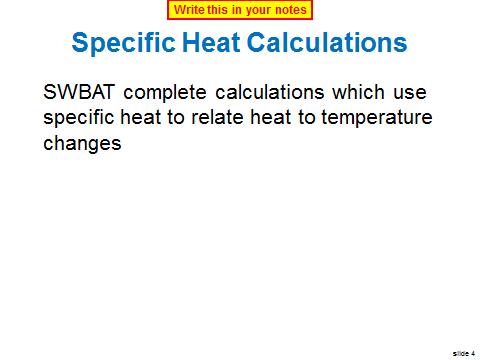 Write this in your notes
Specific Heat Calculations
SWBAT complete calculations which use
specific heat to relate heat to temperature
changes
slide 4